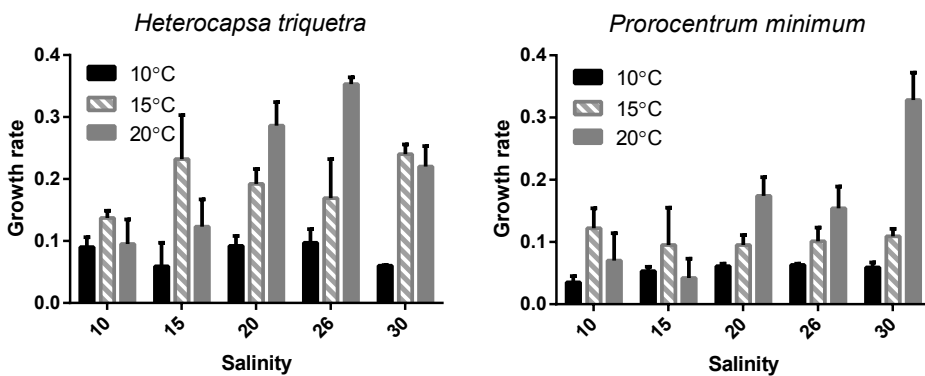 Heterocapsa triquetra
Growth rate
0.4
0.3
0.2
0.1
0.0
10°C
15°C
20°C
10
15
20
26
30
Salinity
Prorocentrum minimum
Growth rate
0.4
0.3
0.2
0.1
0.0
10°C
15°C
20°C
10
15
20
26
30
Salinity